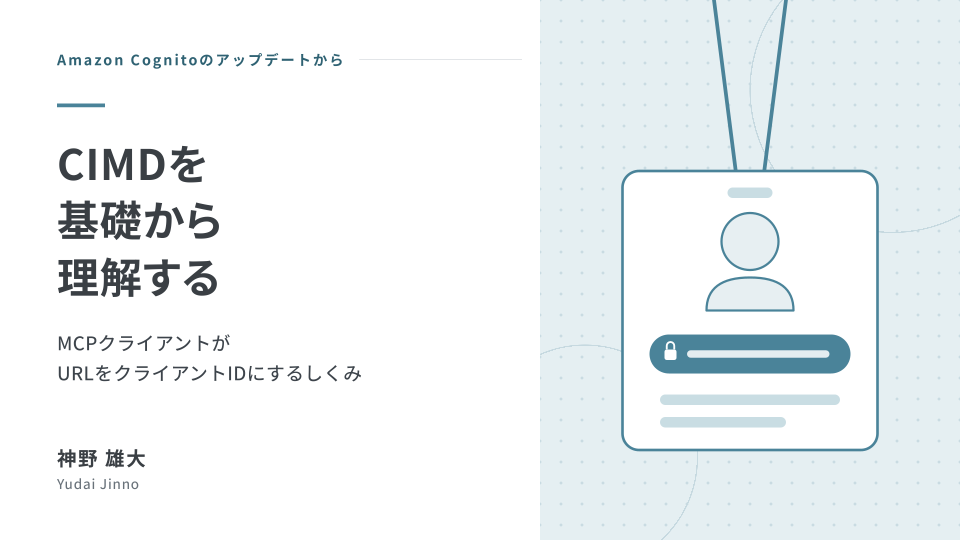 Amazon Cognitoのアップデートから
CIMDを
基礎から
理解する
MCPクライアントが
URLをクライアントIDにするしくみ
神野 雄大
Yudai Jinno